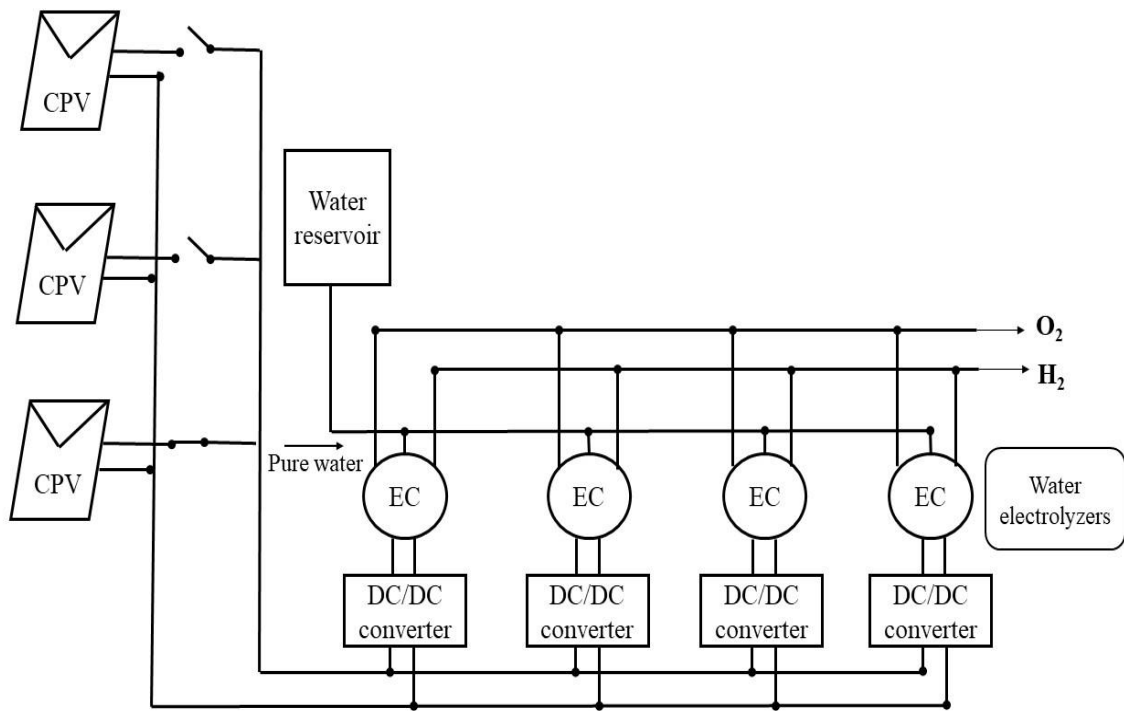 CPV
CPV
CPV
Water
reservoir
O₂
H₂
Pure water
EC
EC
EC
EC
Water
electrolyzers
DC/DC
converter
DC/DC
converter
DC/DC
converter
DC/DC
converter